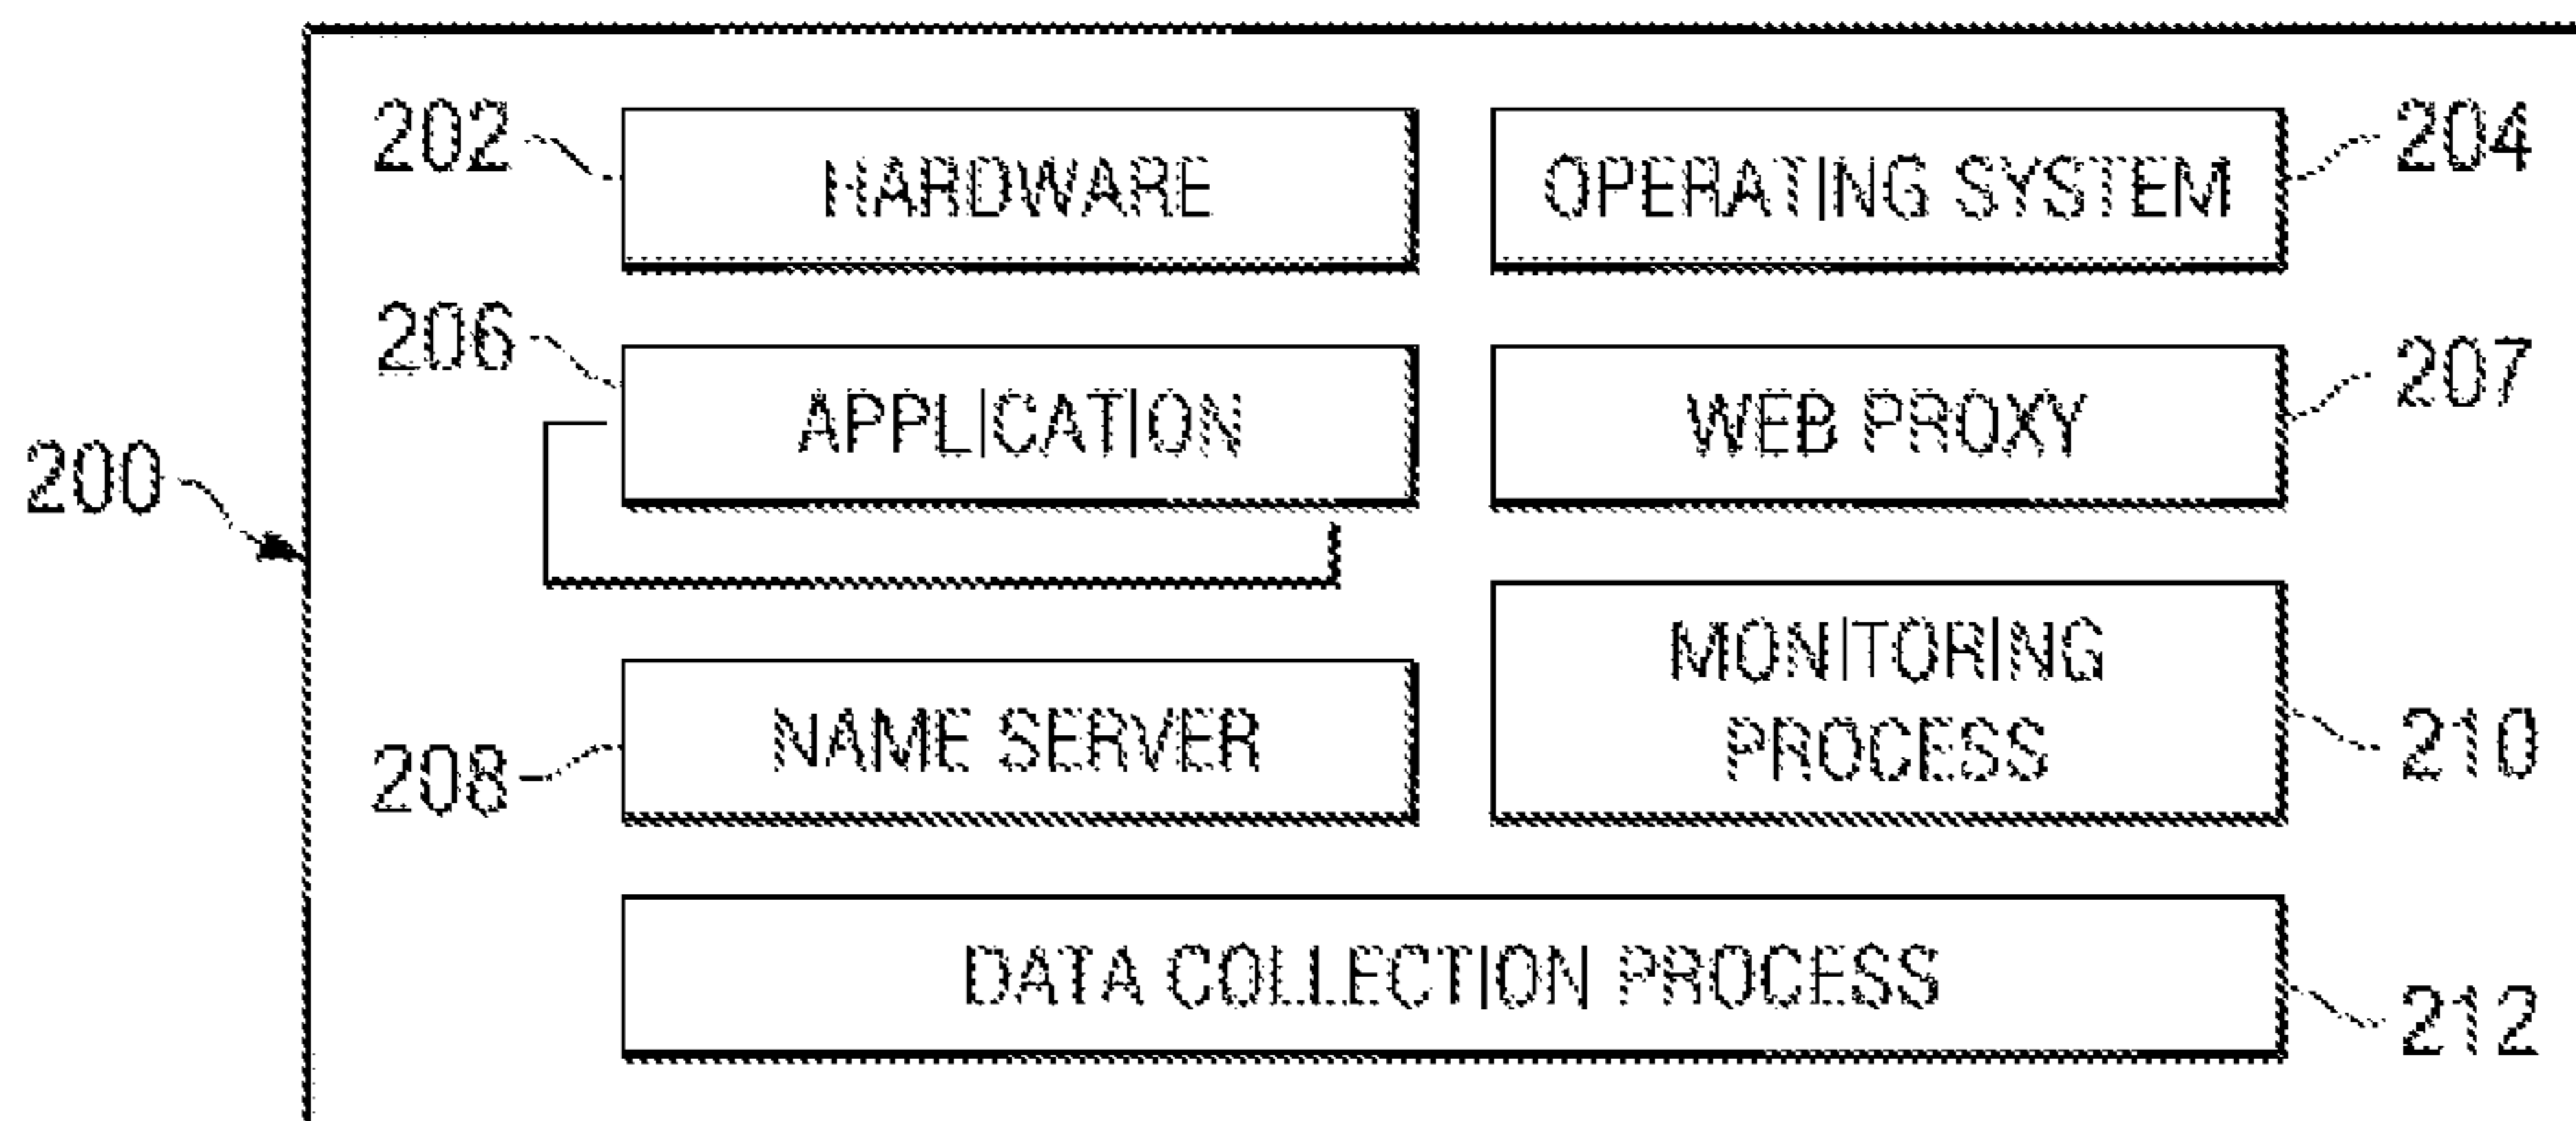 202
HARDWARE
OPERATING SYSTEM
204
206
APPLICATION
WEB PROXY
207
200
MONITORING
PROCESS
210
208
NAME SERVER
DATA COLLECTION PROCESS
212